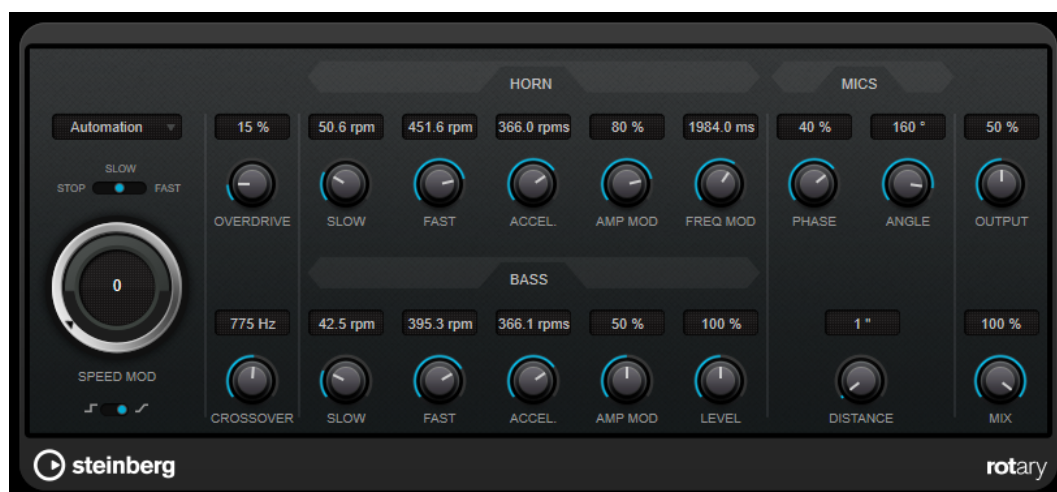 HORN
MICS
Automation
15 %
50.6 rpm
451.6 rpm
366.0 rpms
80 %
1984.0 ms
40 %
160 °
50 %
SLOW
STOP
FAST
OVERDRIVE
SLOW
FAST
ACCEL.
AMP MOD
FREQ MOD
PHASE
ANGLE
OUTPUT
BASS
0
775 Hz
42.5 rpm
395.3 rpm
366.1 rpms
50 %
100 %
1 "
100 %
SPEED MOD
CROSSOVER
SLOW
FAST
ACCEL.
AMP MOD
LEVEL
DISTANCE
MIX
steinberg
rotary